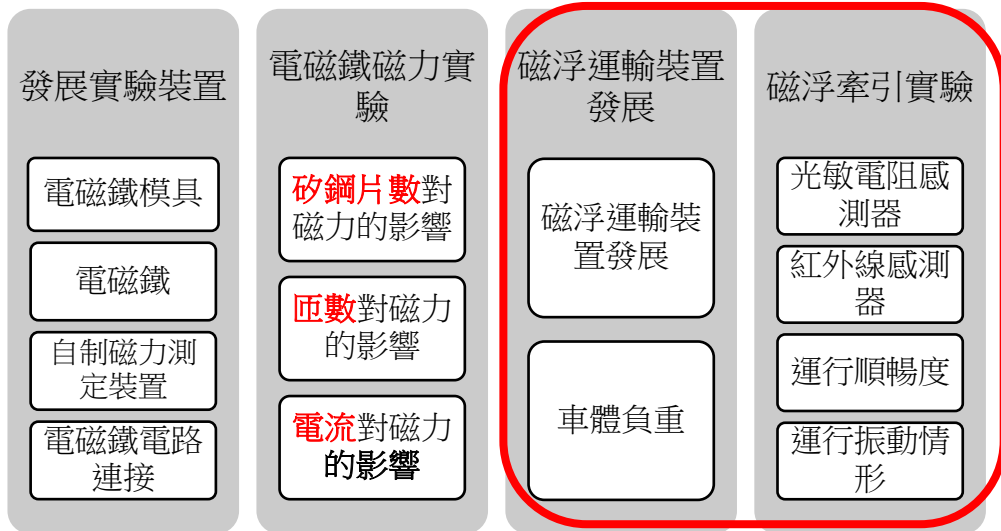 發展實驗裝置
電磁鐵模具
電磁鐵
自制磁力測
定裝置
電磁鐵電路
連接
電磁鐵磁力實
驗
矽鋼片數對
磁力的影響
匝數對磁力
的影響
電流對磁力
的影響
磁浮運輸裝置
發展
磁浮運輸裝
置發展
車體負重
磁浮牽引實驗
光敏電阻感
測器
紅外線感測
器
運行順暢度
運行振動情
形